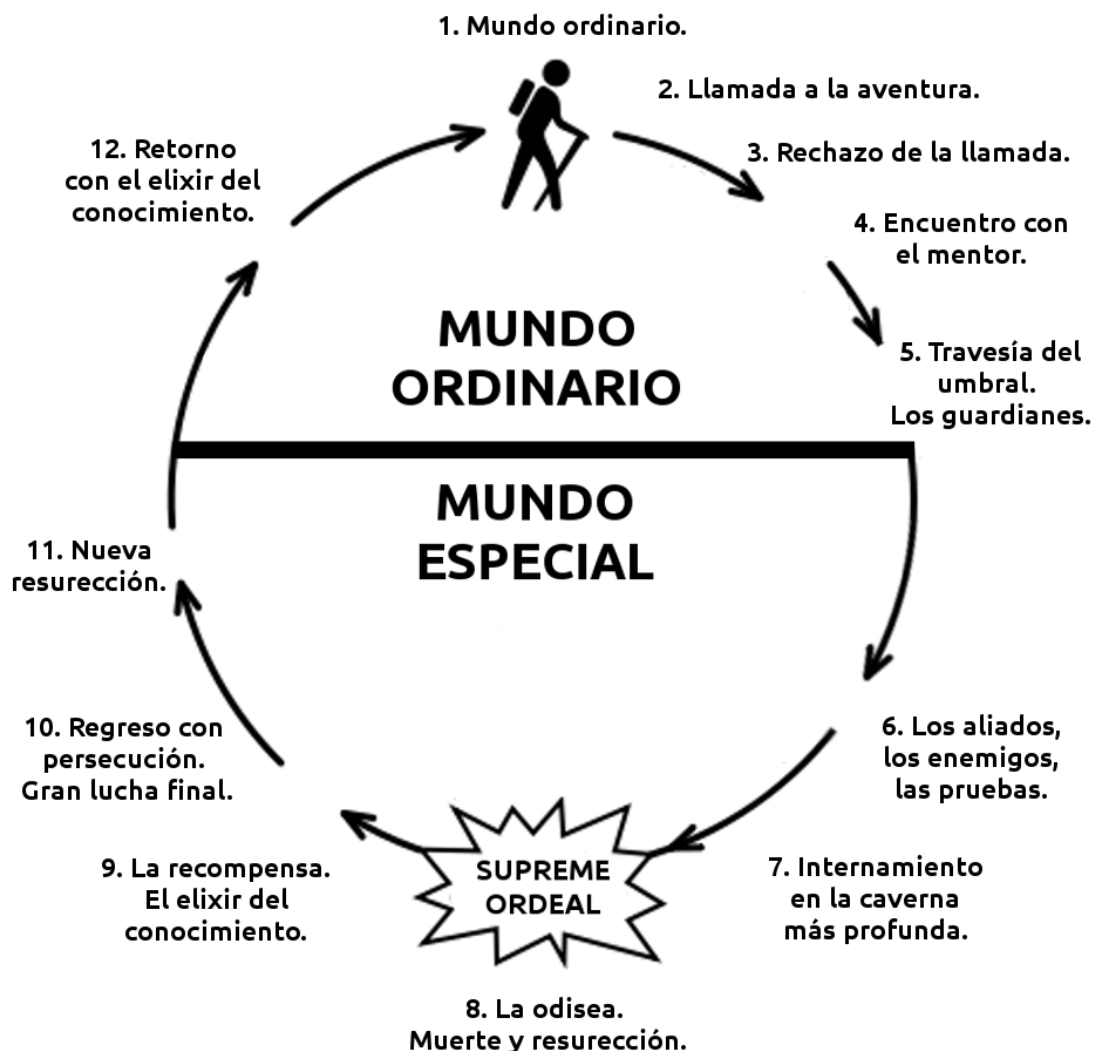 1. Mundo ordinario.
2. Llamada a la aventura.
3. Rechazo de la llamada.
4. Encuentro con
el mentor.
5. Travesía del
umbral.
Los guardianes.
6. Los aliados,
los enemigos,
las pruebas.
7. Internamiento
en la caverna
más profunda.
8. La odisea.
Muerte y resurección.
9. La recompensa.
El elixir del
conocimiento.
10. Regreso con
persecución.
Gran lucha final.
11. Nueva
resurección.
12. Retorno
con el elixir del
conocimiento.
MUNDO
ORDINARIO
MUNDO
ESPECIAL
SUPREME
ORDEAL